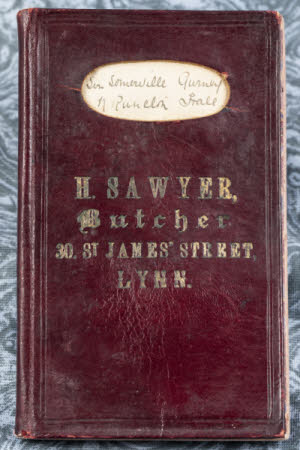 Sir Somerville Gurney
N Runcton Hall
H. SAWYER,
Butcher
30, ST JAMES' STREET,
LYNN.